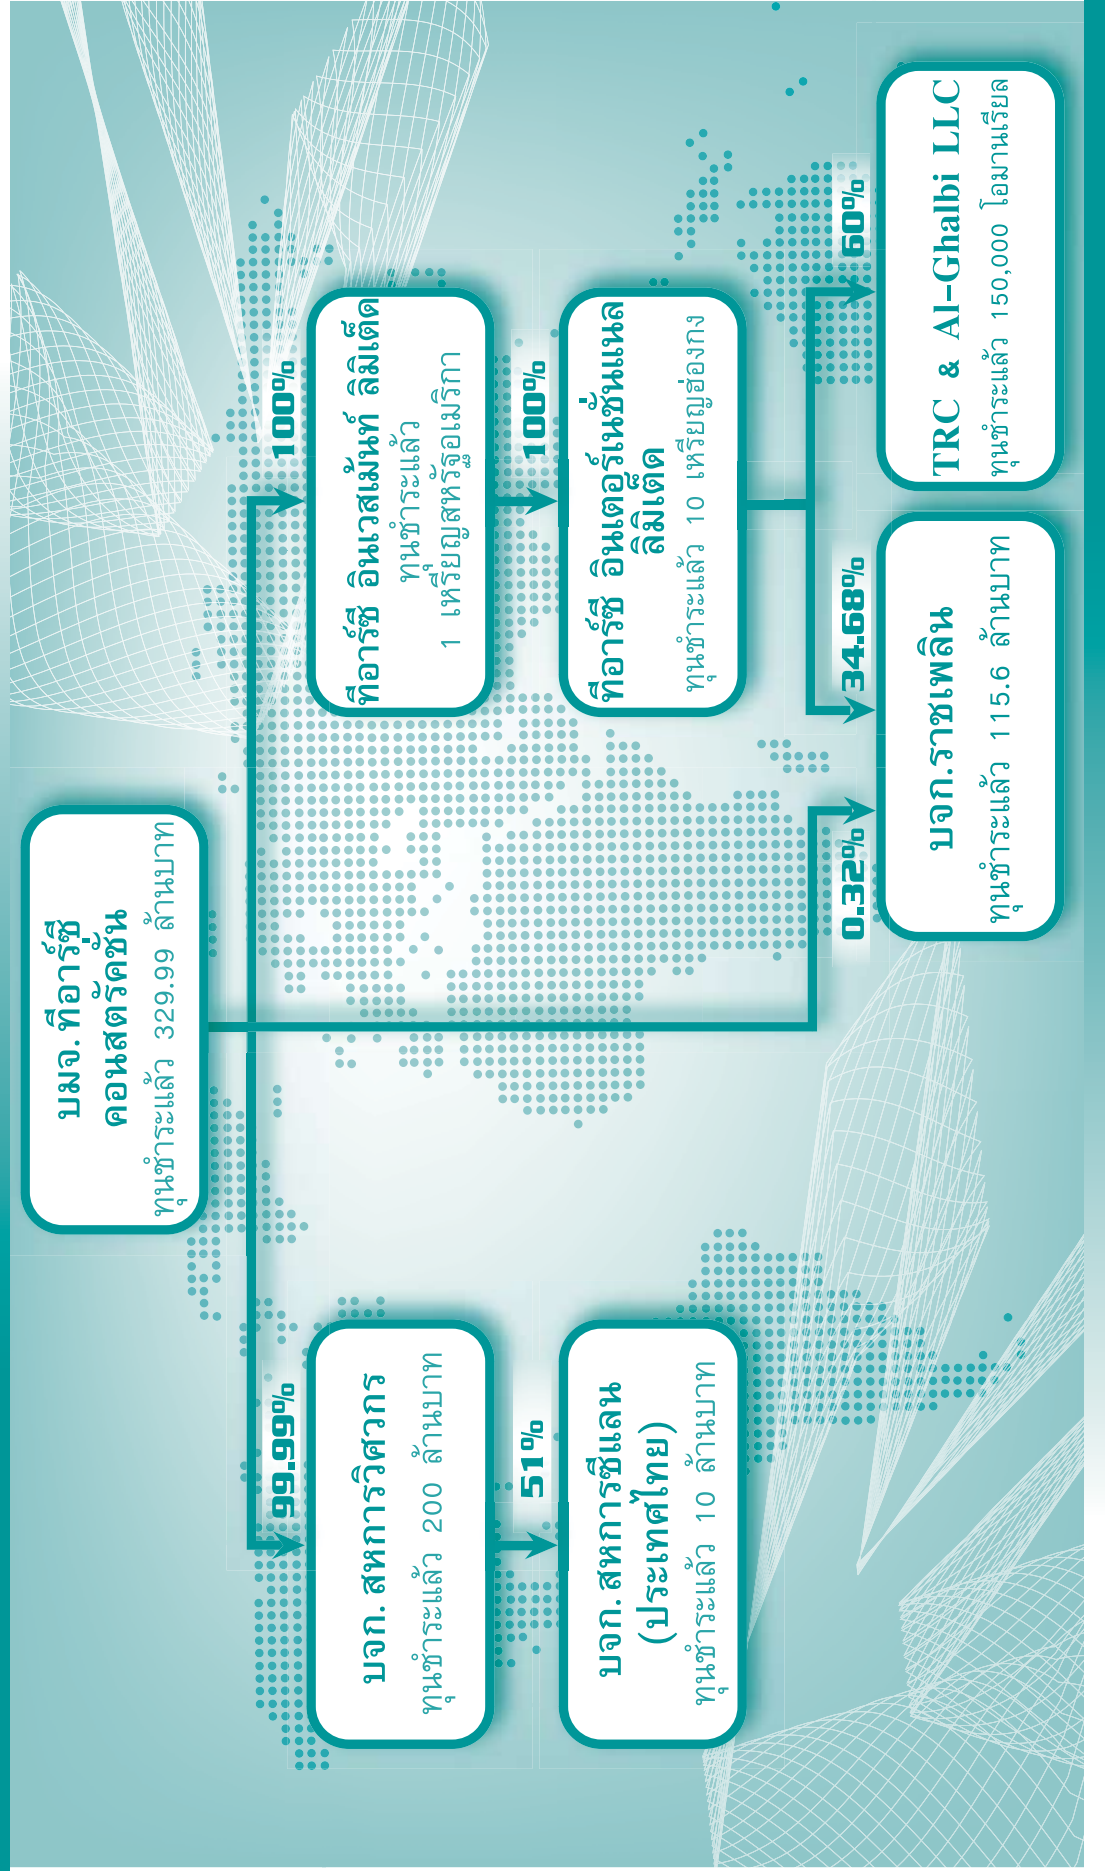 บมจ. ทีอาร์ซี
คอนสตรัคชั่น
ทุนชำระแล้ว 329.99 ล้านบาท
99.99%
100%
บจก. สหการวิศวกร
ทุนชำระแล้ว 200 ล้านบาท
ทีอาร์ซี อินเวสเม้นท์ ลิมิเต็ด
ทุนชำระแล้ว
1 เหรียญสหรัฐอเมริกา
51%
100%
บจก. สหการซีแลน
(ประเทศไทย)
ทุนชำระแล้ว 10 ล้านบาท
ทีอาร์ซี อินเตอร์เนชั่นแนล
ลิมิเต็ด
ทุนชำระแล้ว 10 เหรียญฮ่องกง
0.32%
34.68%
60%
บจก.ราชเพลิน
ทุนชำระแล้ว 115.6 ล้านบาท
TRC & Al-Ghalbi LLC
ทุนชำระแล้ว 150,000 โอมานเรียล